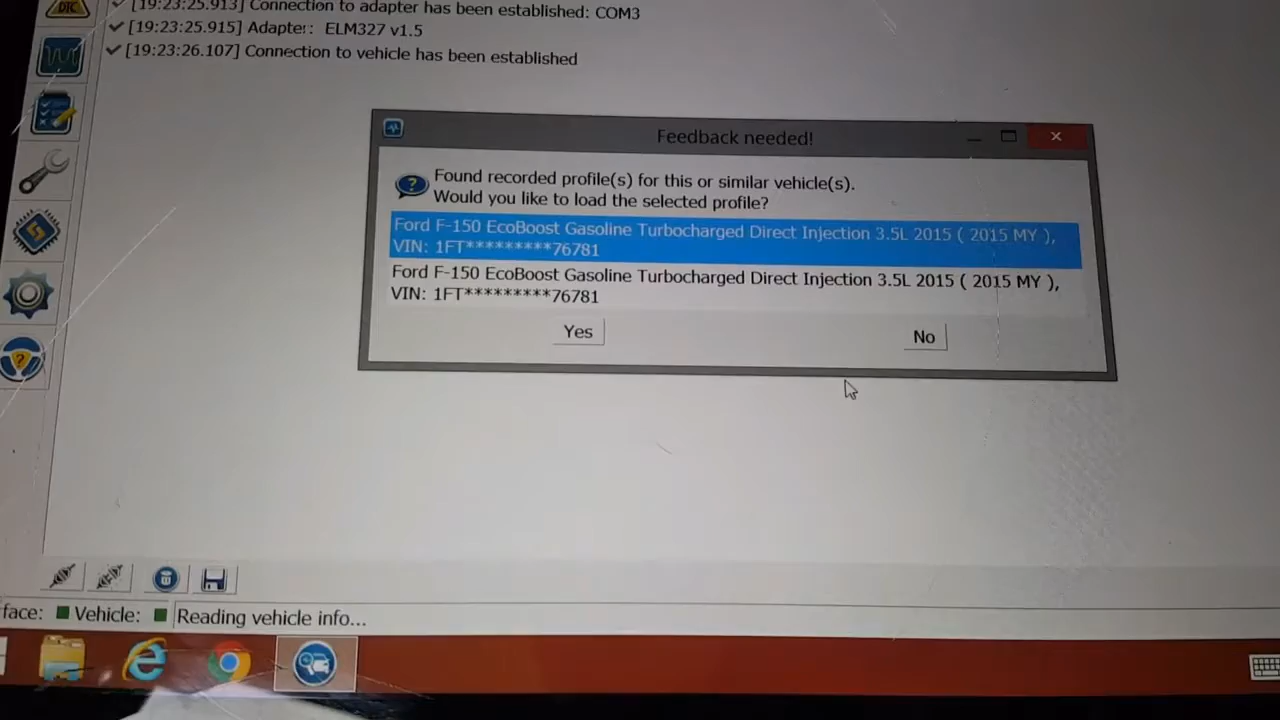 DTC
✔ [19:23:25.913] Connection to adapter has been established: COM3
✔ [19:23:25.915] Adapter: ELM327 v1.5
✔ [19:23:26.107] Connection to vehicle has been established
Feedback needed!
Found recorded profile(s) for this or similar vehicle(s).
Would you like to load the selected profile?
Ford F-150 EcoBoost Gasoline Turbocharged Direct Injection 3.5L 2015 ( 2015 MY ),
VIN: 1FT*********76781
Ford F-150 EcoBoost Gasoline Turbocharged Direct Injection 3.5L 2015 ( 2015 MY ),
VIN: 1FT*********76781
Yes No
face: Vehicle: Reading vehicle info...